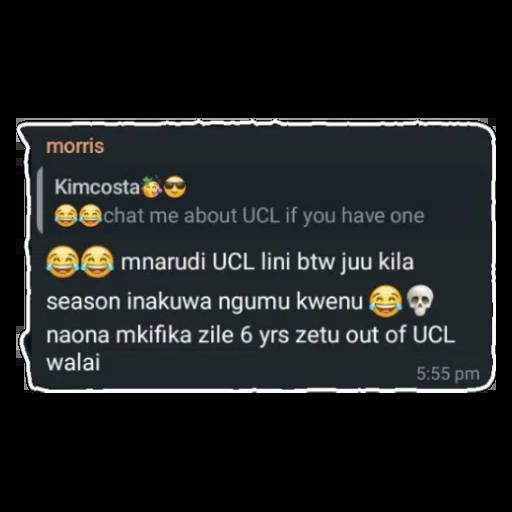 morris
Kimcosta🍇😎
😂😂chat me about UCL if you have one
😂😂 mnarudi UCL lini btw juu kila
season inakuwa ngumu kwenu 😂💀
naona mkifika zile 6 yrs zetu out of UCL
walai
5:55 pm